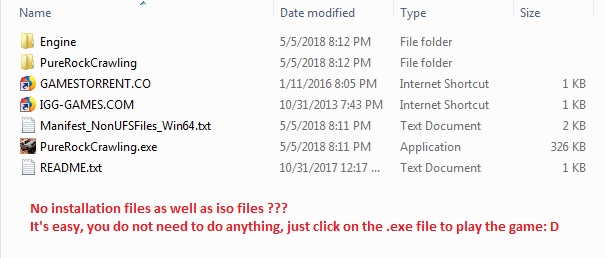 Name Date modified Type Size
Engine 5/5/2018 8:12 PM File folder
PureRockCrawling 5/5/2018 8:12 PM File folder
GAMESTORRENT.CO 1/11/2016 8:05 PM Internet Shortcut 1 KB
IGG-GAMES.COM 10/31/2013 7:43 PM Internet Shortcut 1 KB
Manifest_NonUFSFiles_Win64.txt 5/5/2018 8:11 PM Text Document 2 KB
PureRockCrawling.exe 5/5/2018 8:11 PM Application 326 KB
README.txt 10/31/2017 12:17 ... Text Document 1 KB
No installation files as well as iso files ???
It's easy, you do not need to do anything, just click on the .exe file to play the game: D